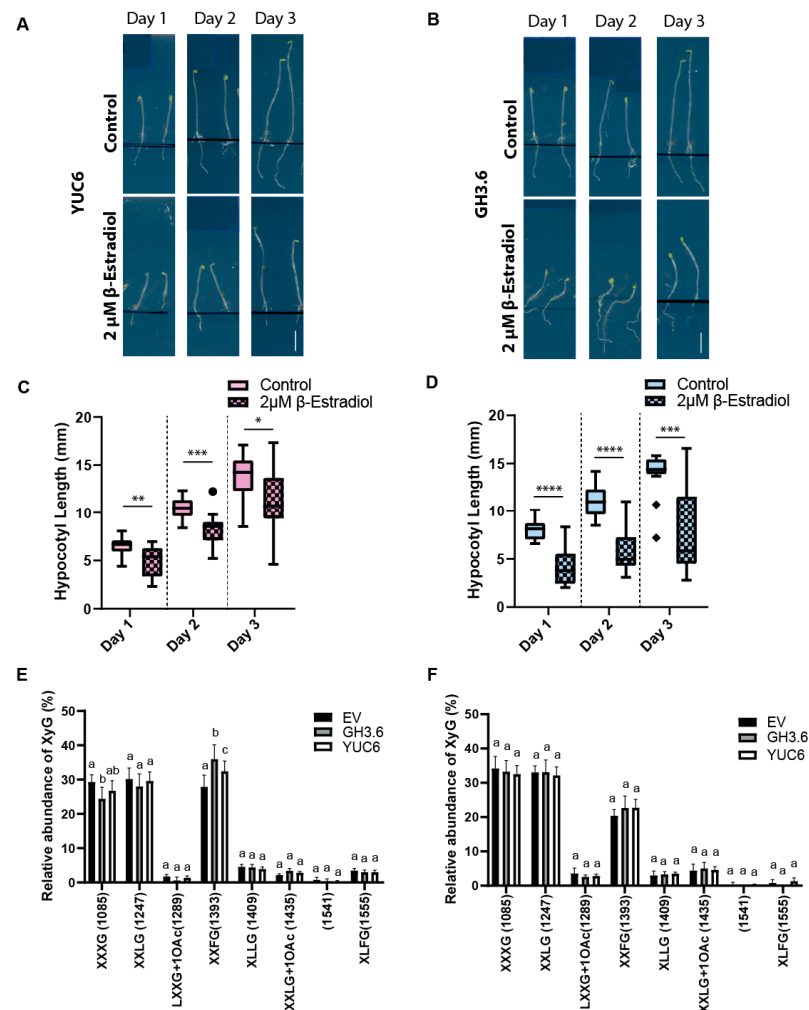 A
Day 1 Day 2 Day 3
YUC6
Control
2 µM β-Estradiol
B
Day 1 Day 2 Day 3
GH3.6
Control
2 µM β-Estradiol
C
Control
2µM β-Estradiol
Hypocotyl Length (mm)
20
15
10
5
0
** *** *
Day 1 Day 2 Day 3
D
Control
2µM β-Estradiol
Hypocotyl Length (mm)
20
15
10
5
0
**** **** ***
Day 1 Day 2 Day 3
E
EV
GH3.6
YUC6
Relative abundance of XyG (%)
50
40
30
20
10
0
a b ab a a a a a a a b c a a a a a a a a a a a a
XXXG (1085)
XXLG (1247)
LXXG+1OAc(1289)
XXFG(1393)
XLLG (1409)
XXLG+1OAc (1435)
(1541)
XLFG(1555)
F
EV
GH3.6
YUC6
Relative abundance of XyG (%)
50
40
30
20
10
0
a a a a a a a a a a a a a a a a a a a a a a a a
XXXG (1085)
XXLG (1247)
LXXG+1OAc(1289)
XXFG(1393)
XLLG (1409)
XXLG+1OAc (1435)
(1541)
XLFG(1555)